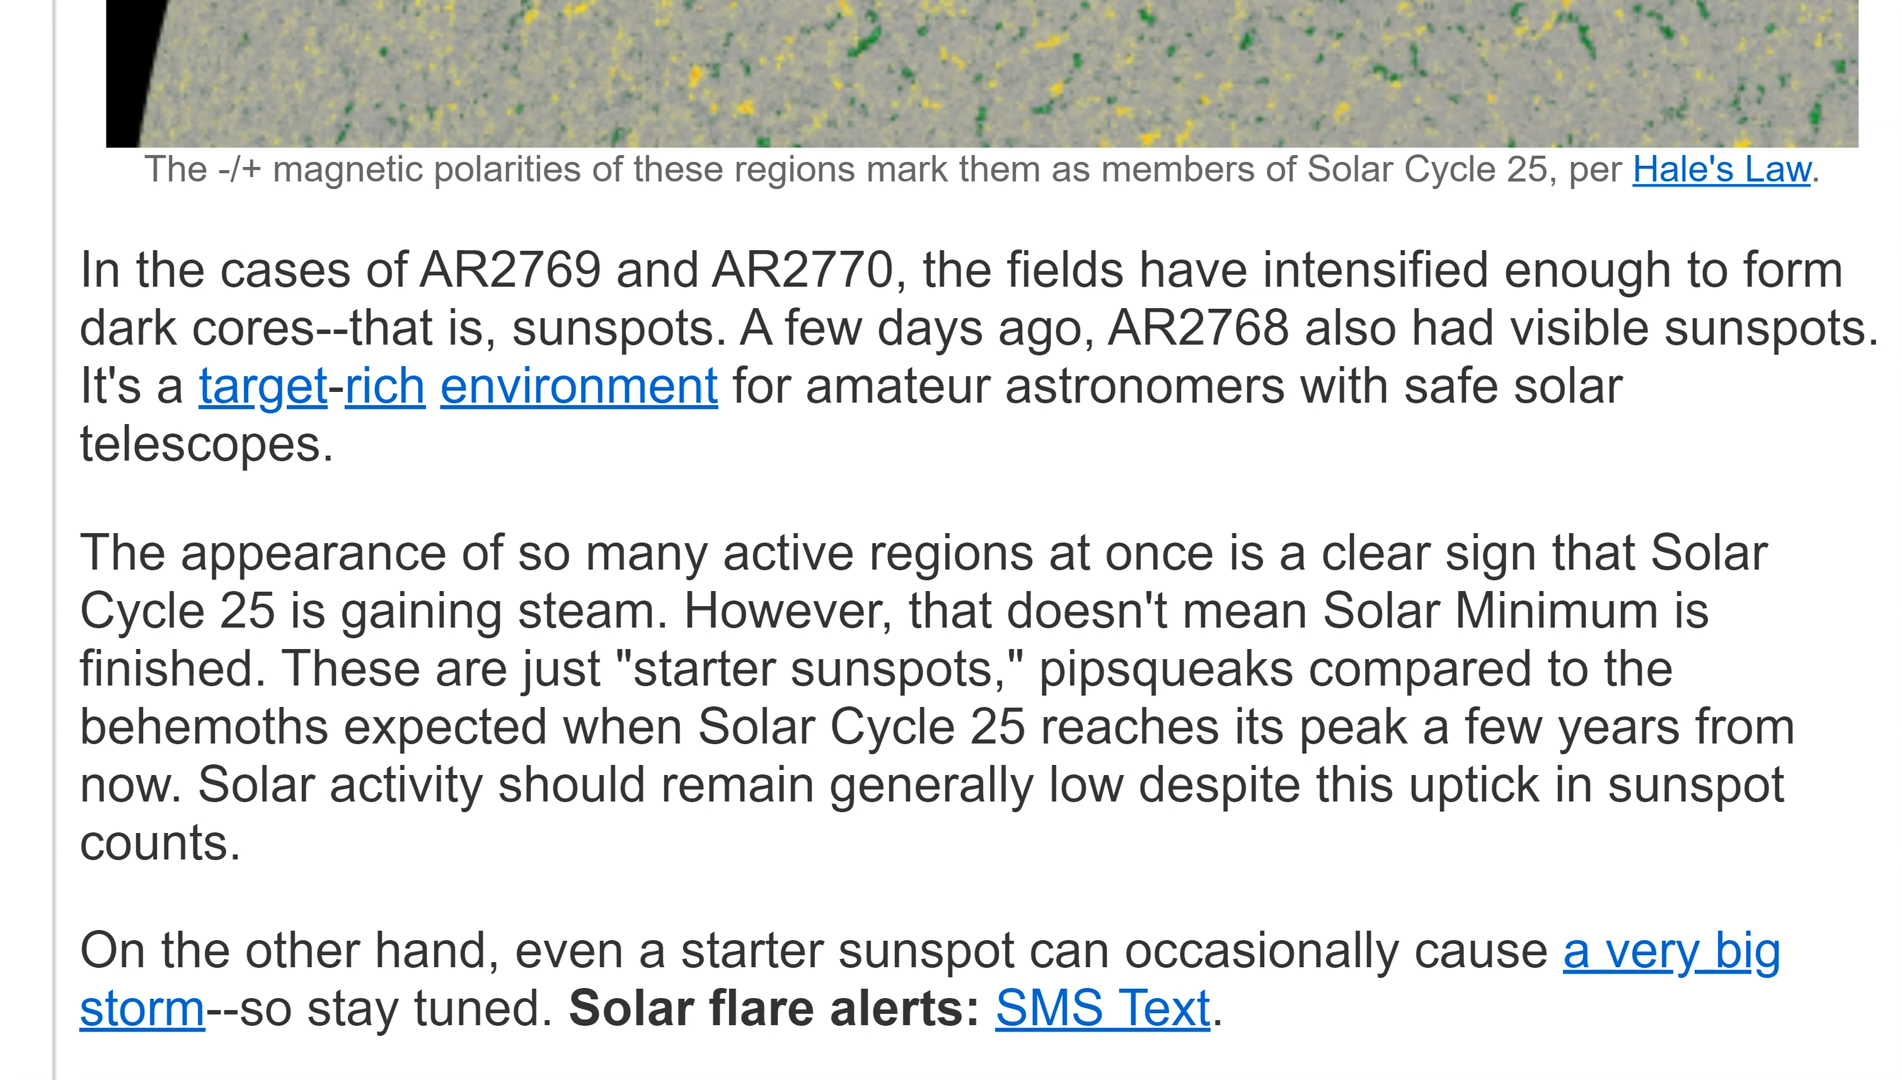 The -/+ magnetic polarities of these regions mark them as members of Solar Cycle 25, per Hale's Law.
In the cases of AR2769 and AR2770, the fields have intensified enough to form
dark cores--that is, sunspots. A few days ago, AR2768 also had visible sunspots.
It's a target-rich environment for amateur astronomers with safe solar
telescopes.
The appearance of so many active regions at once is a clear sign that Solar
Cycle 25 is gaining steam. However, that doesn't mean Solar Minimum is
finished. These are just "starter sunspots," pipsqueaks compared to the
behemoths expected when Solar Cycle 25 reaches its peak a few years from
now. Solar activity should remain generally low despite this uptick in sunspot
counts.
On the other hand, even a starter sunspot can occasionally cause a very big
storm--so stay tuned. Solar flare alerts: SMS Text.